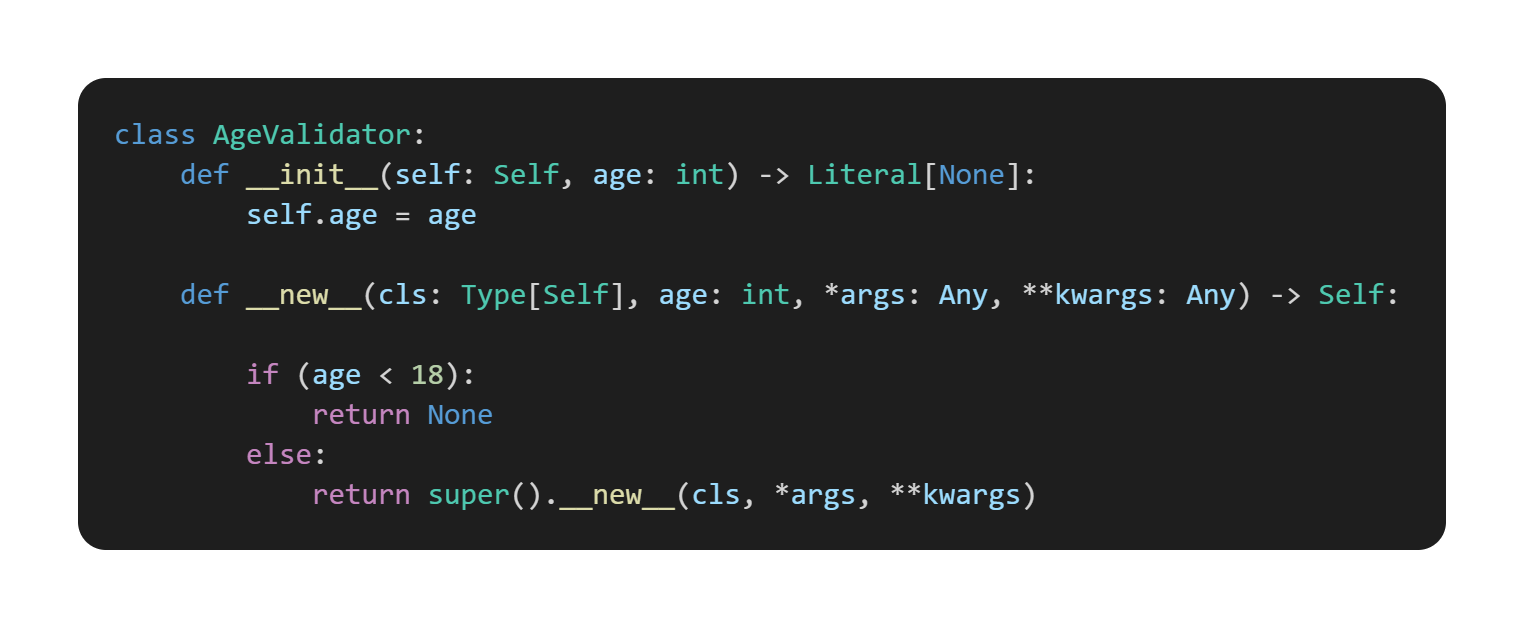 class AgeValidator:
    def __init__(self: Self, age: int) -> Literal[None]:
        self.age = age

    def __new__(cls: Type[Self], age: int, *args: Any, **kwargs: Any) -> Self:

        if (age < 18):
            return None
        else:
            return super().__new__(cls, *args, **kwargs)